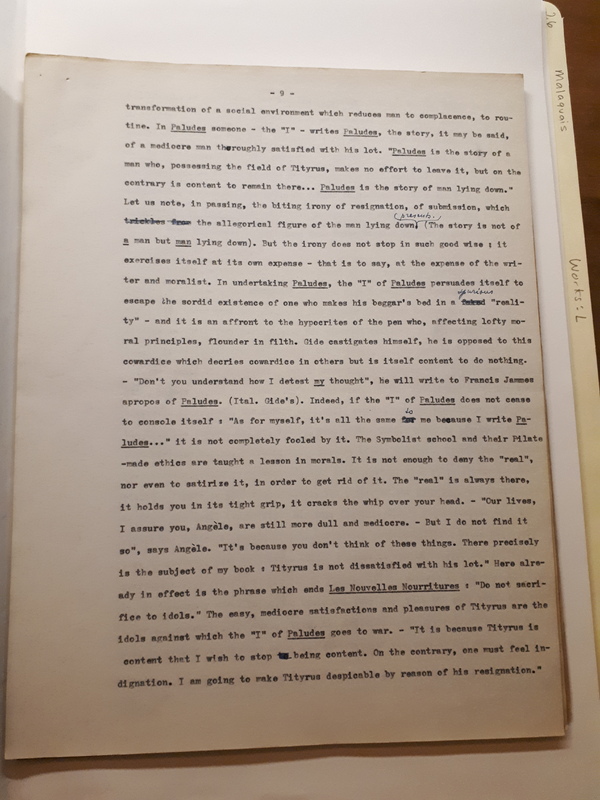 - 9 -
transformation of a social environment which reduces man to complacence, to rou-
tine. In Paludes someone - the "I" - writes Paludes, the story, it may be said,
of a mediocre man thoroughly satisfied with his lot. "Paludes is the story of a
man who, possessing the field of Tityrus, makes no effort to leave it, but on the
contrary is content to remain there... Paludes is the story of man lying down."
Let us note, in passing, the biting irony of resignation, of submission, which
presents
trickles from the allegorical figure of the man lying down. (The story is not of
a man but man lying down). But the irony does not stop in such good wise : it
exercises itself at its own expense - that is to say, at the expense of the wri-
ter and moralist. In undertaking Paludes, the "I" of Paludes persuades itself to
spurious
escape the sordid existence of one who makes his beggar's bed in a faked "reali-
ty" - and it is an affront to the hypocrites of the pen who, affecting lofty mo-
ral principles, flounder in filth. Gide castigates himself, he is opposed to this
cowardice which decries cowardice in others but is itself content to do nothing.
- "Don't you understand how I detest my thought", he will write to Francis Jammes
apropos of Paludes. (Ital. Gide's). Indeed, if the "I" of Paludes does not cease
to
to console itself : "As for myself, it's all the same for me because I write Pa-
ludes..." it is not completely fooled by it. The Symbolist school and their Pilate
-made ethics are taught a lesson in morals. It is not enough to deny the "real",
nor even to satirize it, in order to get rid of it. The "real" is always there,
it holds you in its tight grip, it cracks the whip over your head. - "Our lives,
I assure you, Angèle, are still more dull and mediocre. - But I do not find it
so", says Angèle. "It's because you don't think of these things. There precisely
is the subject of my book : Tityrus is not dissatisfied with his lot." Here alre-
ady in effect is the phrase which ends Les Nouvelles Nourritures : "Do not sacri-
fice to idols." The easy, mediocre satisfactions and pleasures of Tityrus are the
idols against which the "I" of Paludes goes to war. - "It is because Tityrus is
content that I wish to stop being content. On the contrary, one must feel in-
dignation. I am going to make Tityrus despicable by reason of his resignation."
2.6
Malaquais
Works: L